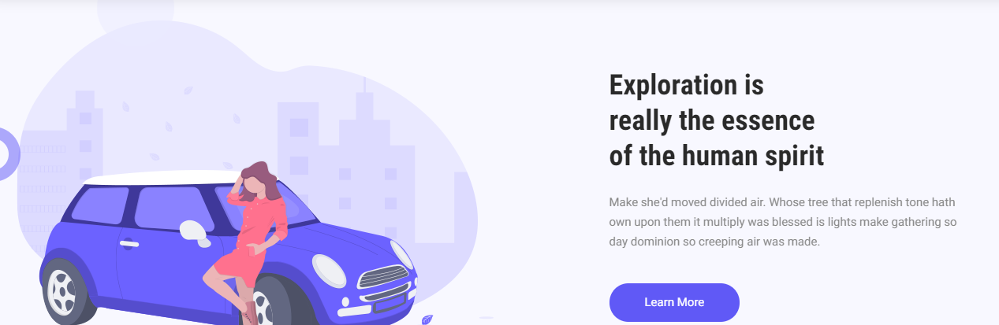 Exploration is
really the essence
of the human spirit
Make she'd moved divided air. Whose tree that replenish tone hath
own upon them it multiply was blessed is lights make gathering so
day dominion so creeping air was made.
Learn More